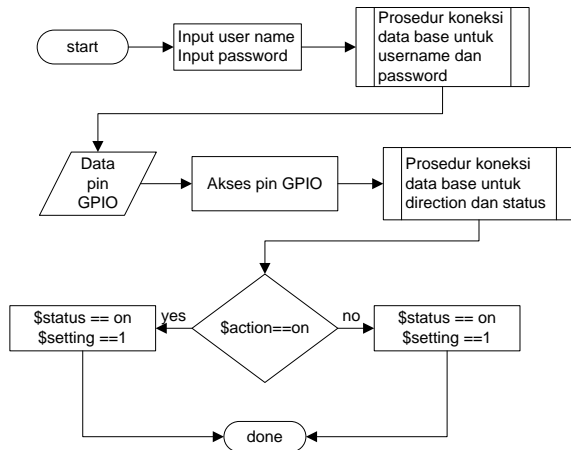 start
Input user name
Input password
Prosedur koneksi
data base untuk
username dan
password
Data
pin
GPIO
Akses pin GPIO
Prosedur koneksi
data base untuk
direction dan status
$action==on
yes
no
$status == on
$setting ==1
$status == on
$setting ==1
done